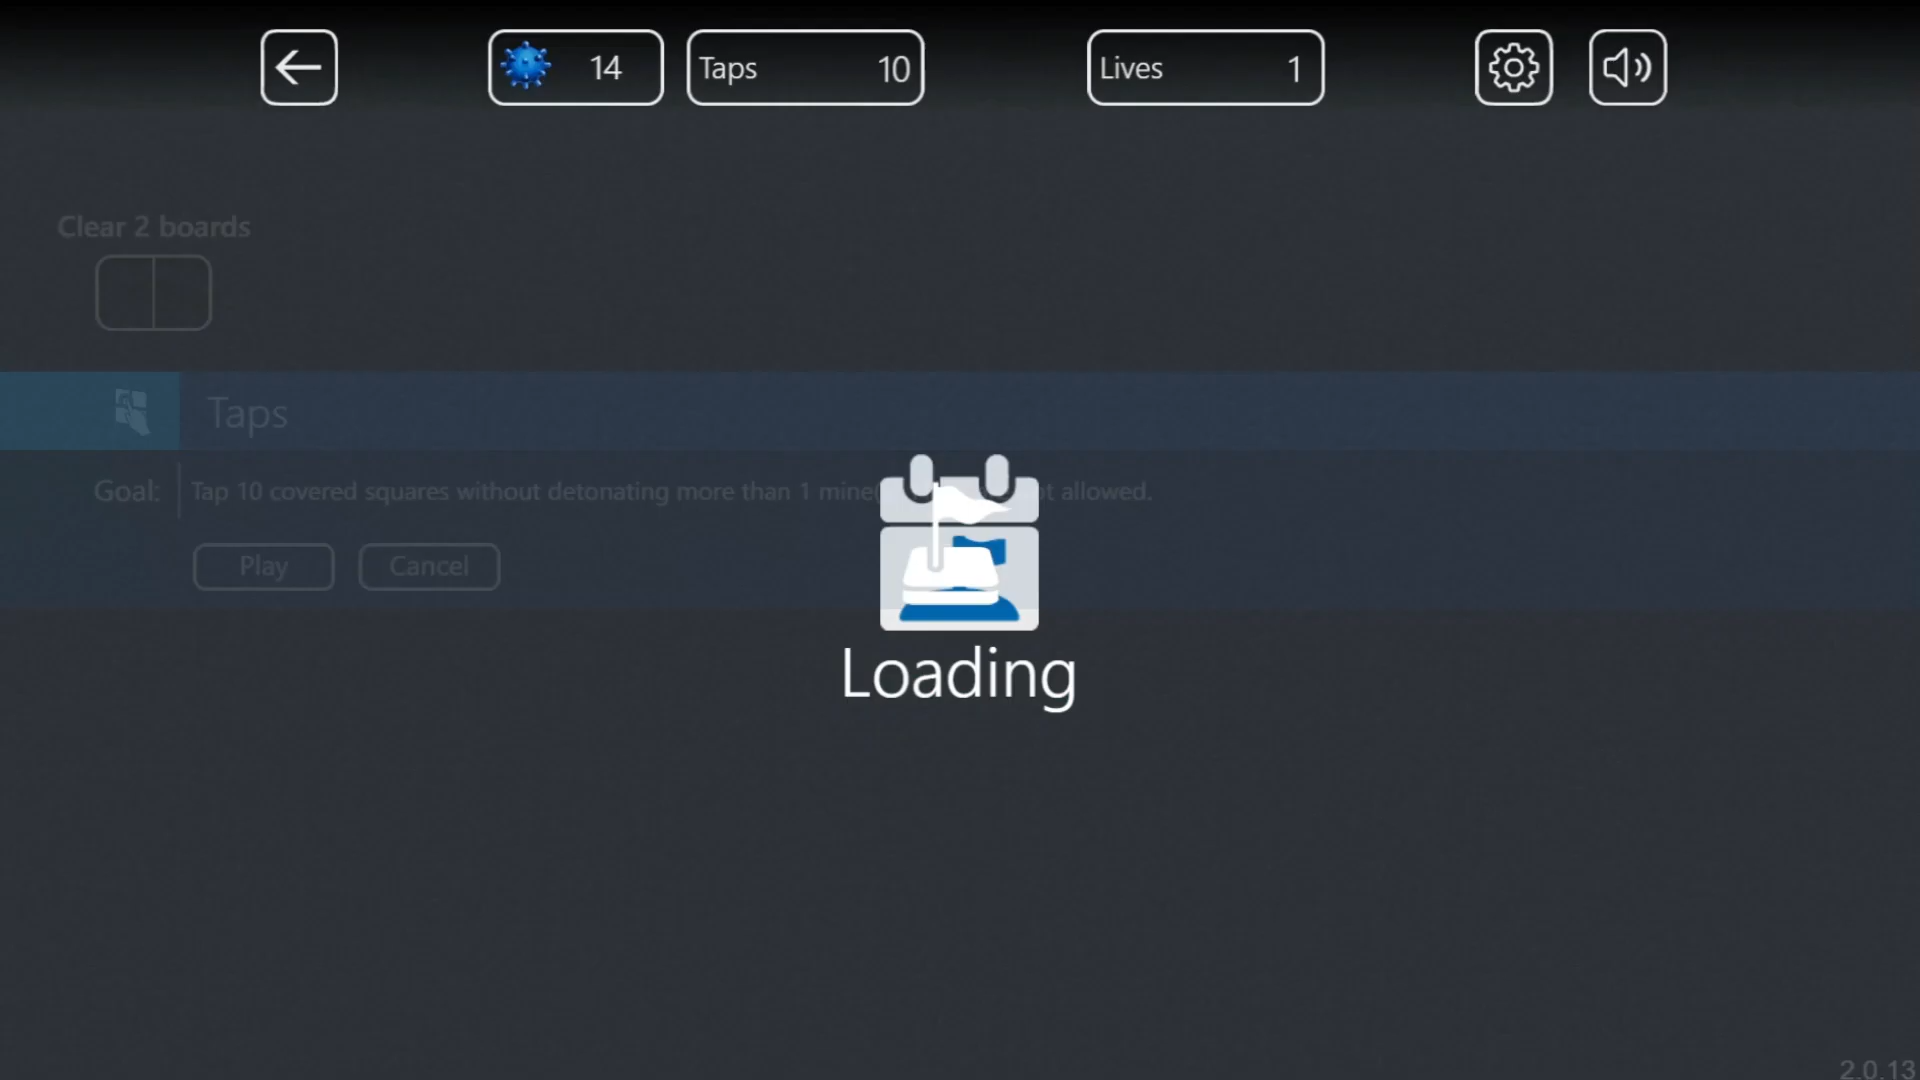 14
Taps 10
Lives 1
Clear 2 boards
Taps
Goal: Tap 10 covered squares without detonating more than 1 mine( t allowed.
Play
Cancel
Loading
2.0.13